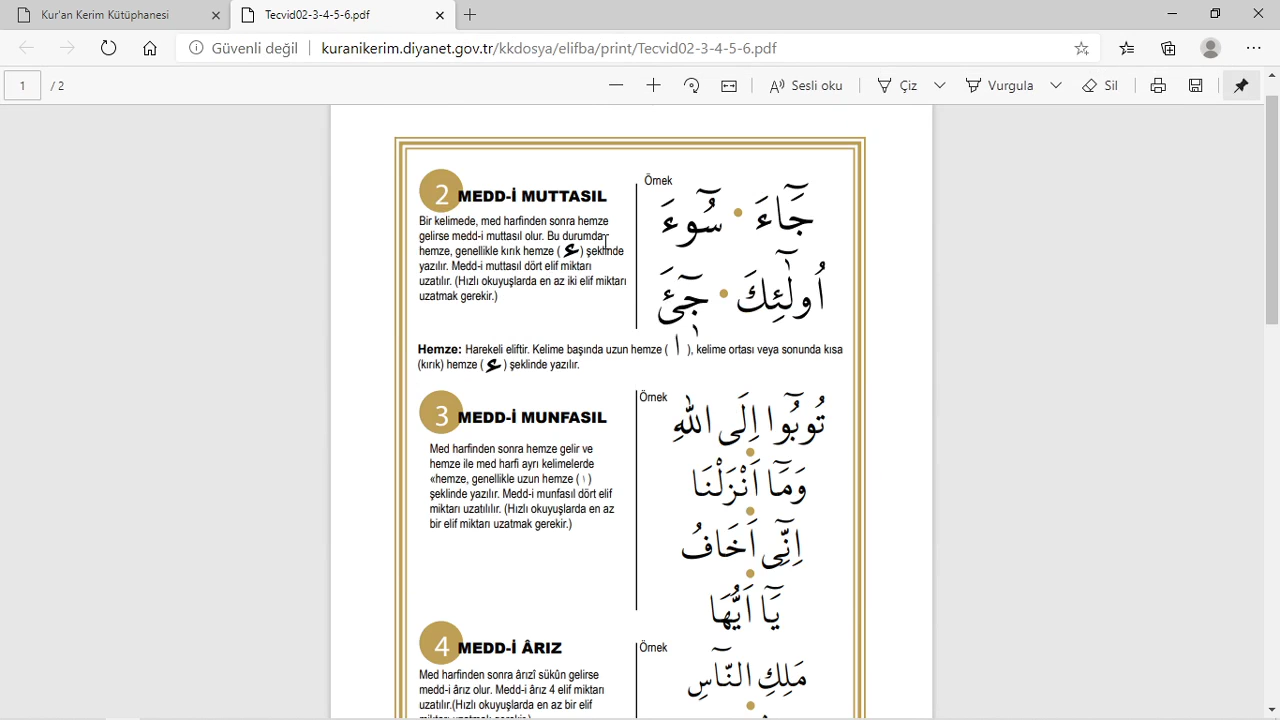 Kur'an Kerim Kütüphanesi
Tecvid02-3-4-5-6.pdf
Güvenli değil
kuranikerim.diyanet.gov.tr/kkdosya/elifba/print/Tecvid02-3-4-5-6.pdf
1 / 2
Sesli oku
Çiz
Vurgula
Sil
2 MEDD-İ MUTTASIL
Bir kelimede, med harfinden sonra hemze
gelirse medd-i muttasıl olur. Bu durumda
hemze, genellikle kırık hemze ( ء ) şeklinde
yazılır. Medd-i muttasıl dört elif miktarı
uzatılır. (Hızlı okuyuşlarda en az iki elif miktarı
uzatmak gerekir.)
Örnek
جَٓاءَ • سُٓوءَ
اُولٰٓئِكَ • جٓئَ
Hemze: Harekeli eliftir. Kelime başında uzun hemze ( ا ), kelime ortası veya sonunda kısa
(kırık) hemze ( ء ) şeklinde yazılır.
3 MEDD-İ MUNFASIL
Med harfinden sonra hemze gelir ve
hemze ile med harfi ayrı kelimelerde
«hemze, genellikle uzun hemze ( ا )
şeklinde yazılır. Medd-i munfasıl dört elif
miktarı uzatılılır. (Hızlı okuyuşlarda en az
bir elif miktarı uzatmak gerekir.)
Örnek
تُوبُٓوا اِلَى اللّٰهِ
وَمَٓا اَنْزَلْنَا
اِنّٓى اَخَافُ
يَٓا اَيُّهَا
4 MEDD-İ ÂRIZ
Med harfinden sonra ârızî sükûn gelirse
medd-i ârız olur. Medd-i ârız 4 elif miktarı
uzatılır.(Hızlı okuyuşlarda en az bir elif
miktarı uzatmak gerekir.)
Örnek
مَلِكِ النَّٓاسِ